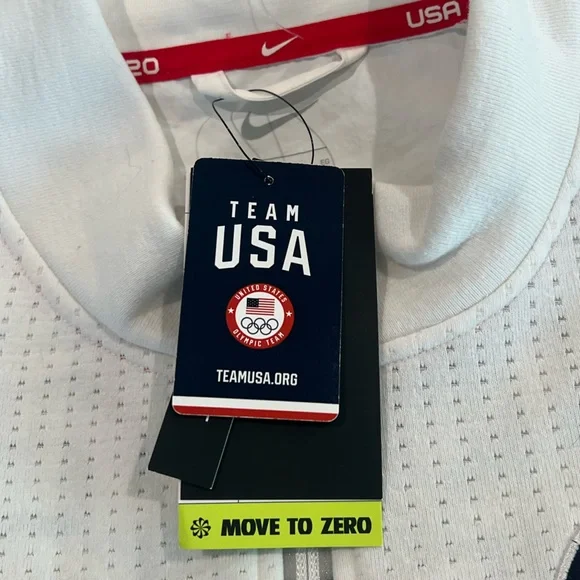 20 USA
TEAM
USA
UNITED STATES
OLYMPIC TEAM
TEAMUSA.ORG
MOVE TO ZERO